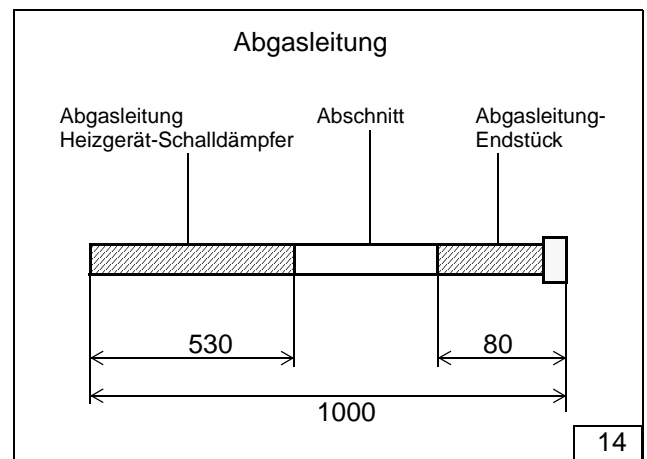 Abgasleitung
Abgasleitung
Heizgerät-Schalldämpfer
Abschnitt
Abgasleitung-
Endstück
530
80
1000
14